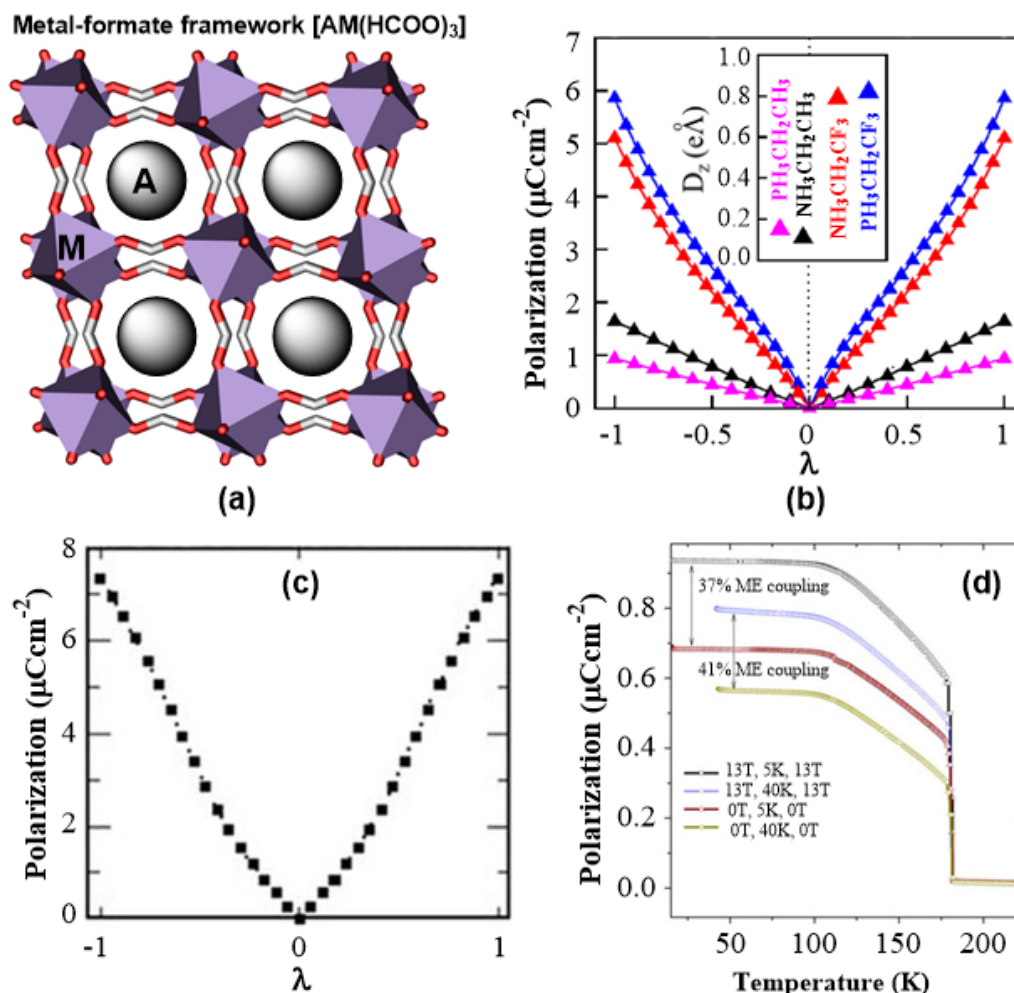 Metal-formate framework [AM(HCOO)₃]
A
M
(a)
Polarization (μCcm⁻²)
7
6
5
4
3
2
1
0
-1
-0.5
0
0.5
1
λ
D_z (eÅ)
1.0
0.8
0.6
0.4
0.2
0.0
PH₃CH₂CH₃
NH₃CH₂CH₃
NH₃CH₂CF₃
PH₃CH₂CF₃
(b)
(c)
Polarization (μCcm⁻²)
8
6
4
2
0
-1
0
1
λ
(d)
Polarization (μCcm⁻²)
0.8
0.6
0.4
0.2
0.0
37% ME coupling
41% ME coupling
13T, 5K, 13T
13T, 40K, 13T
0T, 5K, 0T
0T, 40K, 0T
50
100
150
200
Temperature (K)